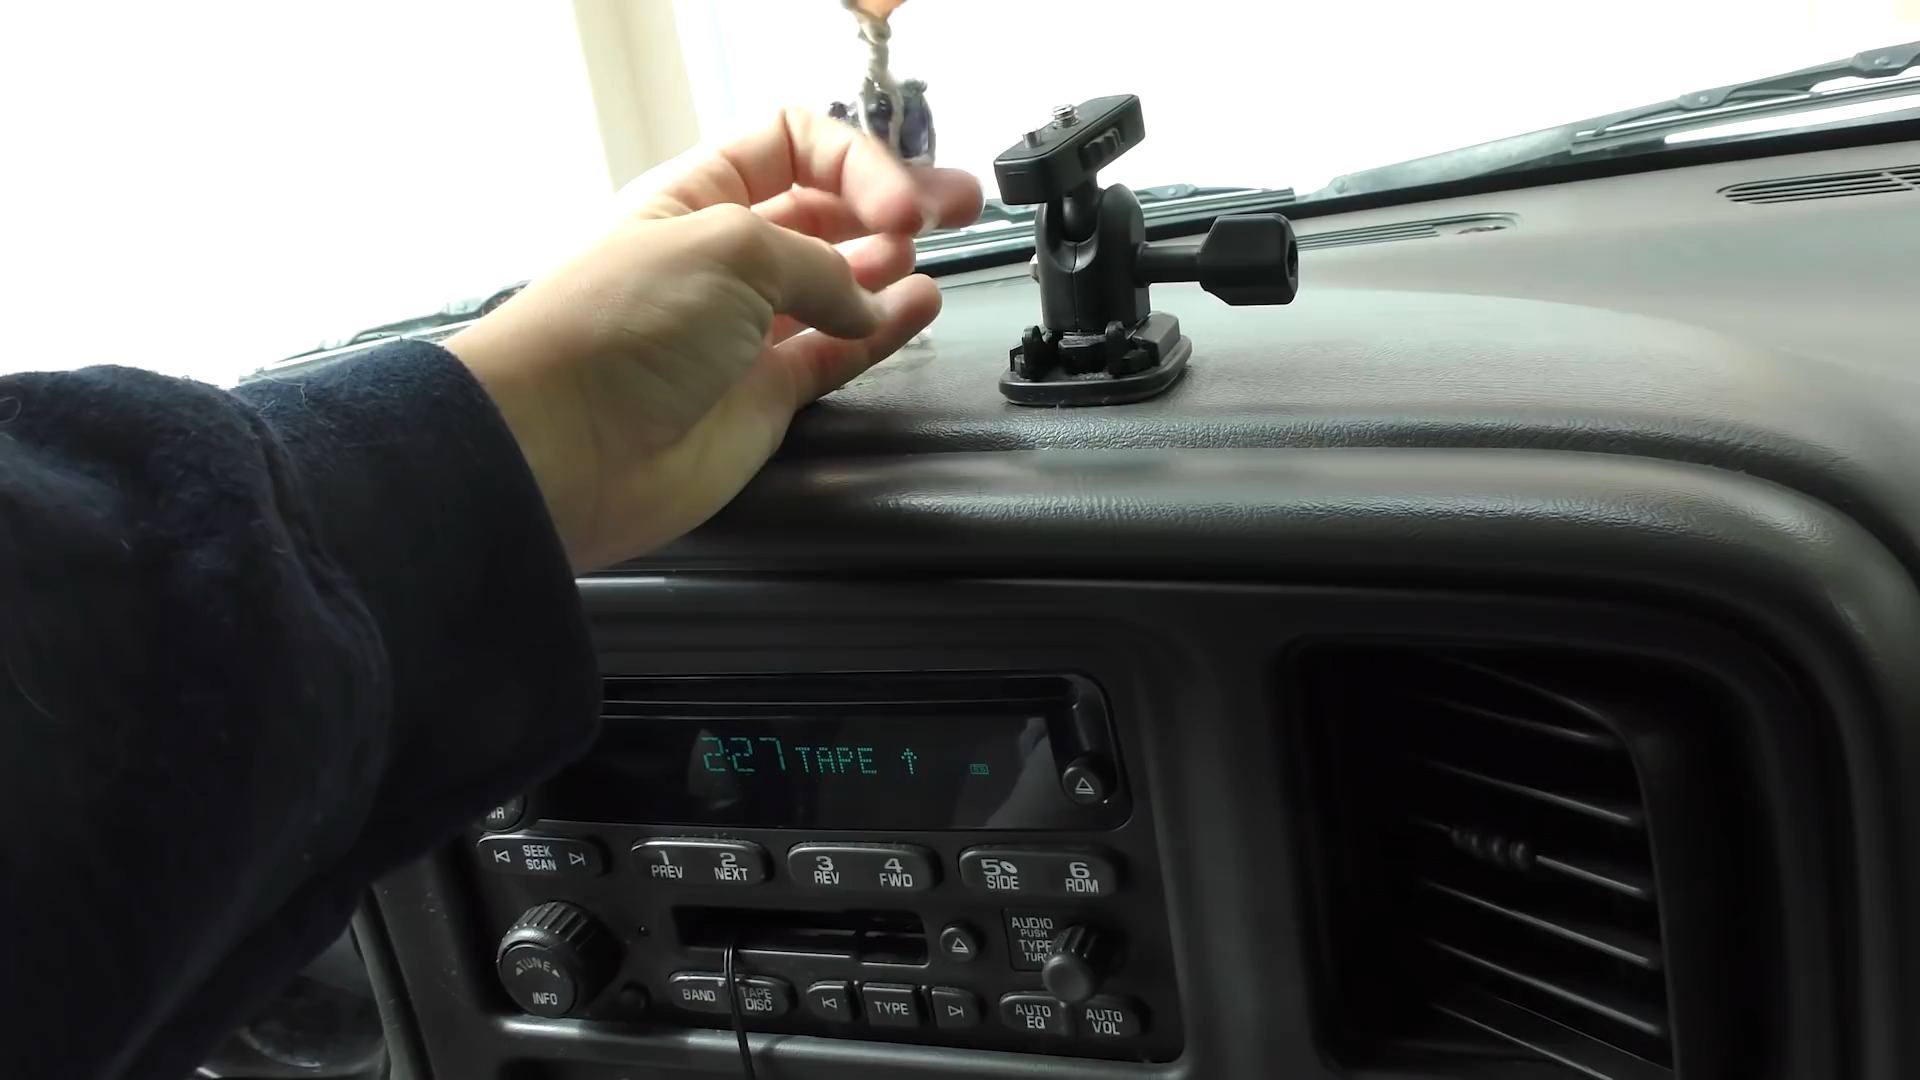 2:27 TAPE ↑
SEEK
SCAN
1
PREV
2
NEXT
3
REV
4
FWD
5
SIDE
6
RDM
AUDIO
PUSH
TYPE
TUNE
INFO
BAND
TAPE
DISC
TYPE
AUTO
EQ
AUTO
VOL